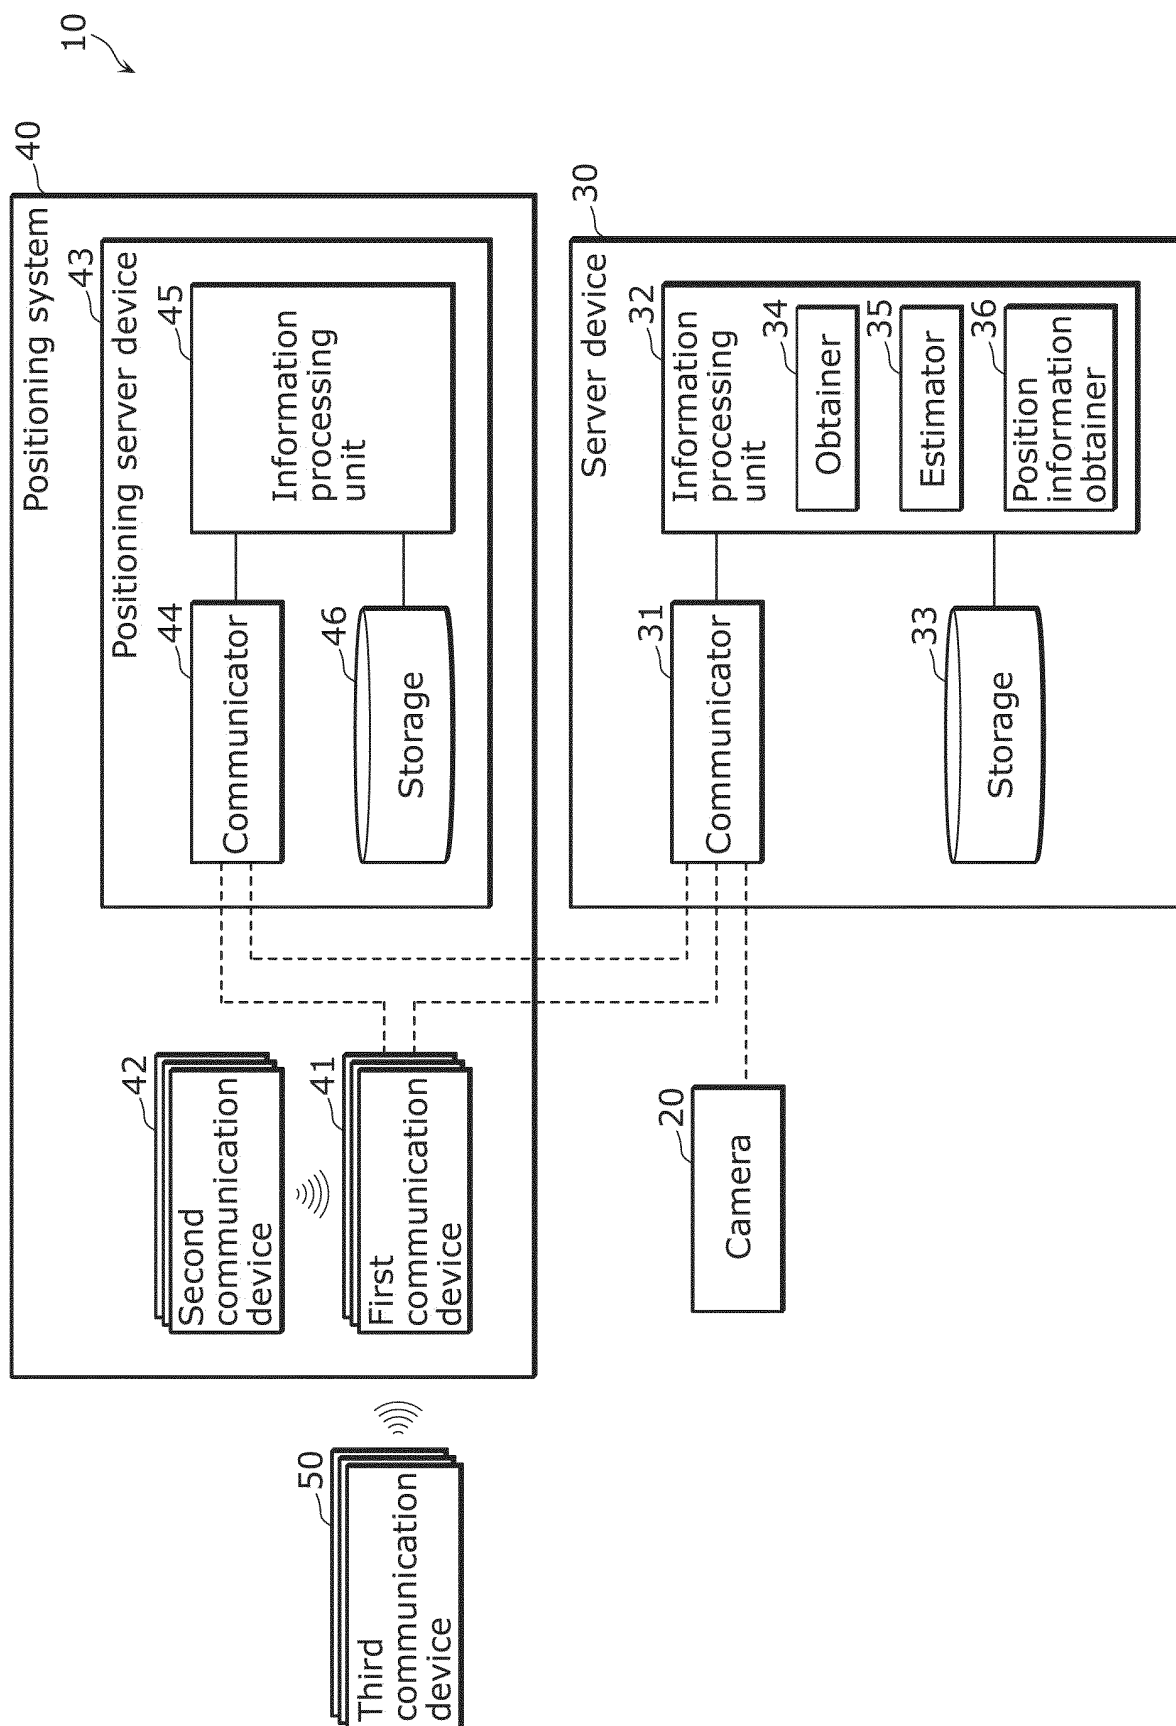 10
40
Positioning system
43
Positioning server device
44
Communicator
45
Information
processing
unit
46
Storage
42
Second
communication
device
41
First
communication
device
50
Third
communication
device
20
Camera
30
Server device
31
Communicator
32
Information
processing
unit
34
Obtainer
35
Estimator
36
Position
information
obtainer
33
Storage